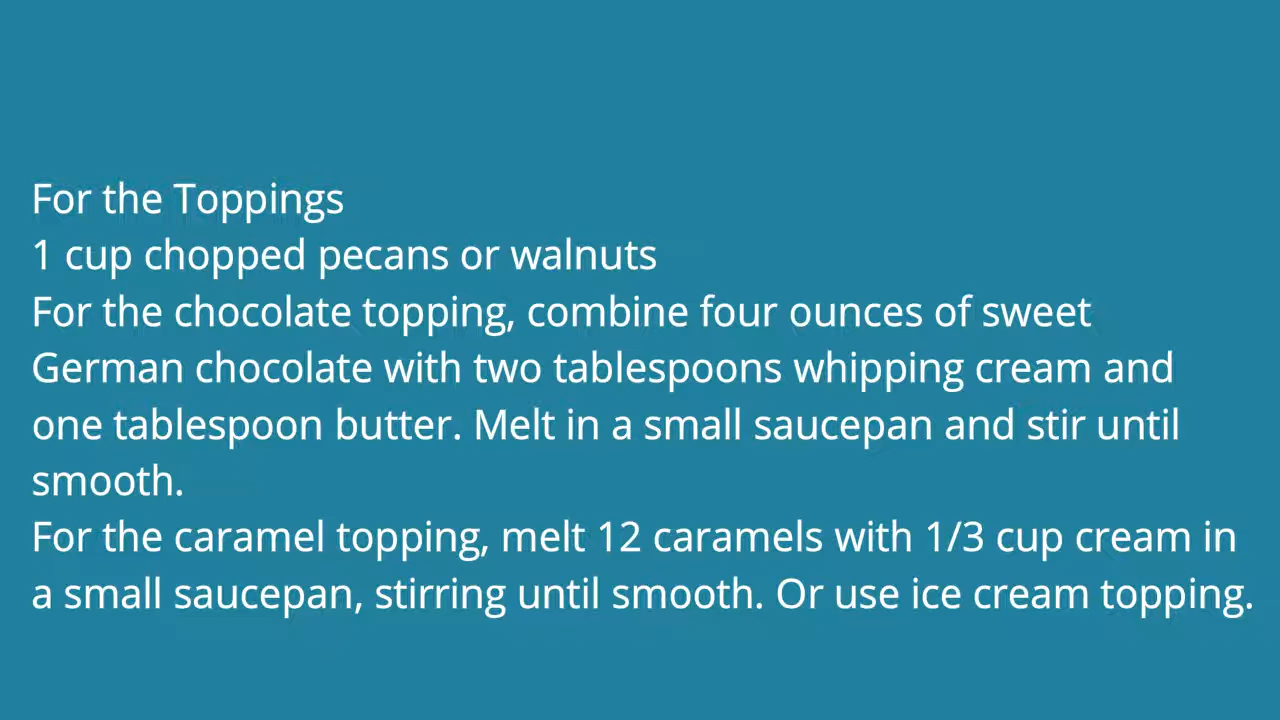 For the Toppings
1 cup chopped pecans or walnuts
For the chocolate topping, combine four ounces of sweet
German chocolate with two tablespoons whipping cream and
one tablespoon butter. Melt in a small saucepan and stir until
smooth.
For the caramel topping, melt 12 caramels with 1/3 cup cream in
a small saucepan, stirring until smooth. Or use ice cream topping.